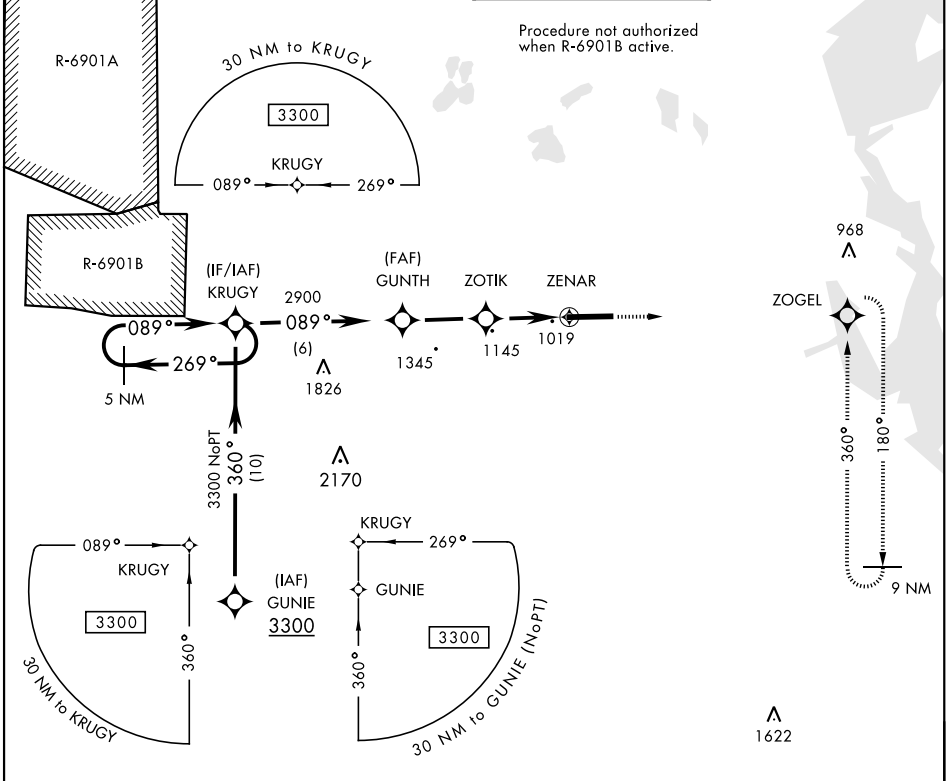 Procedure not authorized
when R-6901B active.
R-6901A
30 NM to KRUGY
3300
KRUGY
089°
269°
R-6901B
(IF/IAF)
KRUGY
2900
089°
(6)
(FAF)
GUNTH
ZOTIK
ZENAR
968
ZOGEL
089°
269°
5 NM
1826
1345
1145
1019
3300 NoPT
360°
(10)
2170
360°
180°
9 NM
089°
KRUGY
3300
360°
30 NM to KRUGY
(IAF)
GUNIE
3300
KRUGY
269°
GUNIE
3300
360°
30 NM to GUNIE (NoPT)
1622